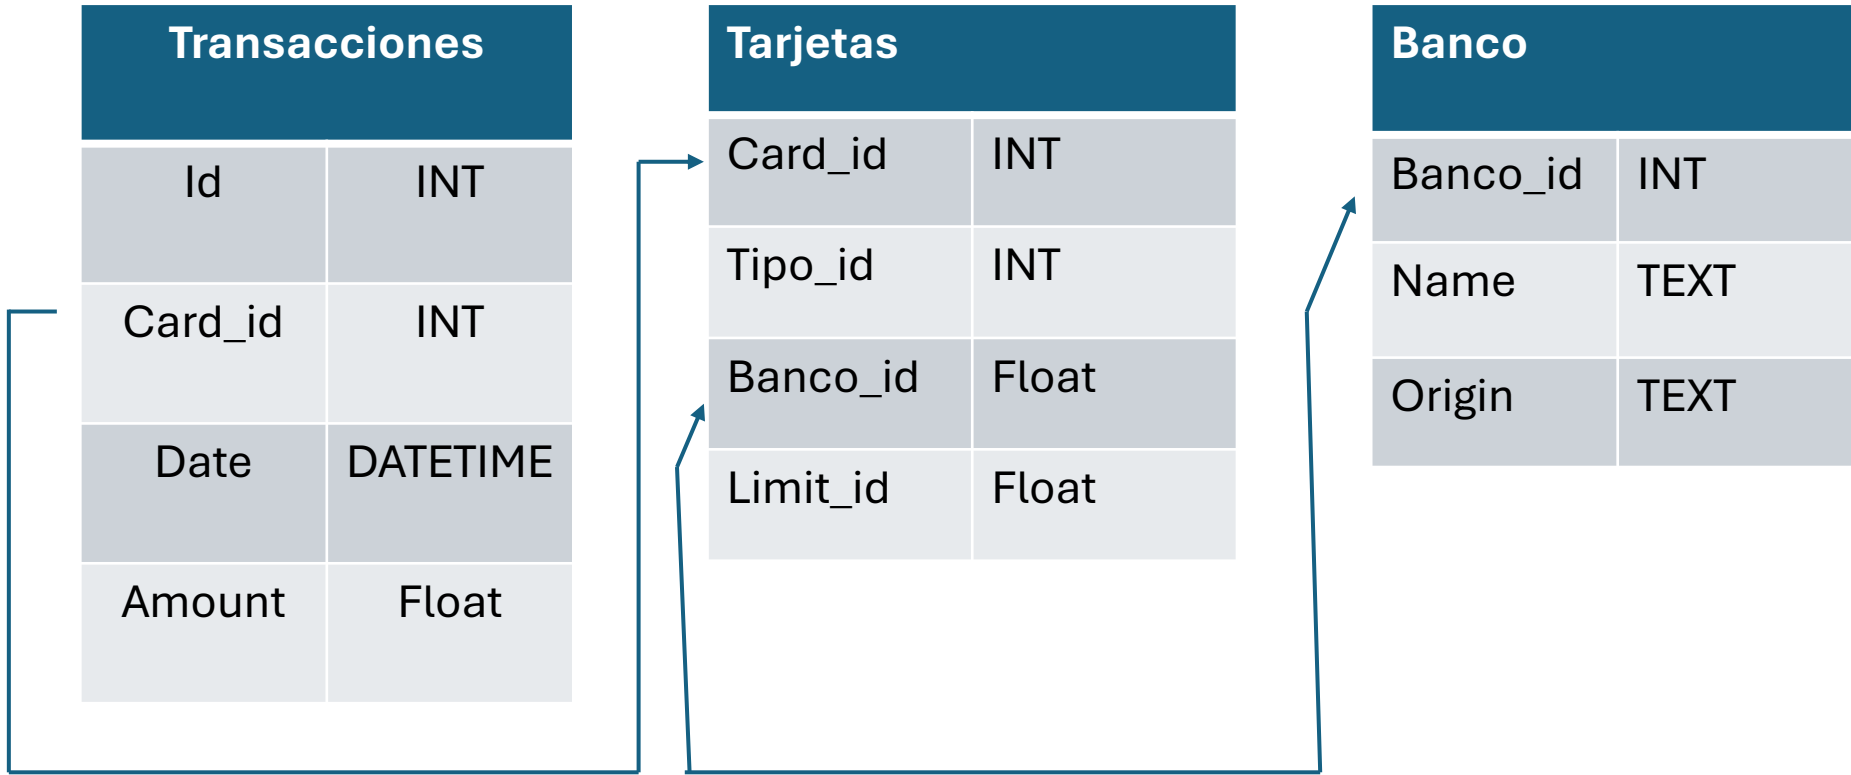 Transacciones
Id INT
Card_id INT
Date DATETIME
Amount Float
Tarjetas
Card_id INT
Tipo_id INT
Banco_id Float
Limit_id Float
Banco
Banco_id INT
Name TEXT
Origin TEXT